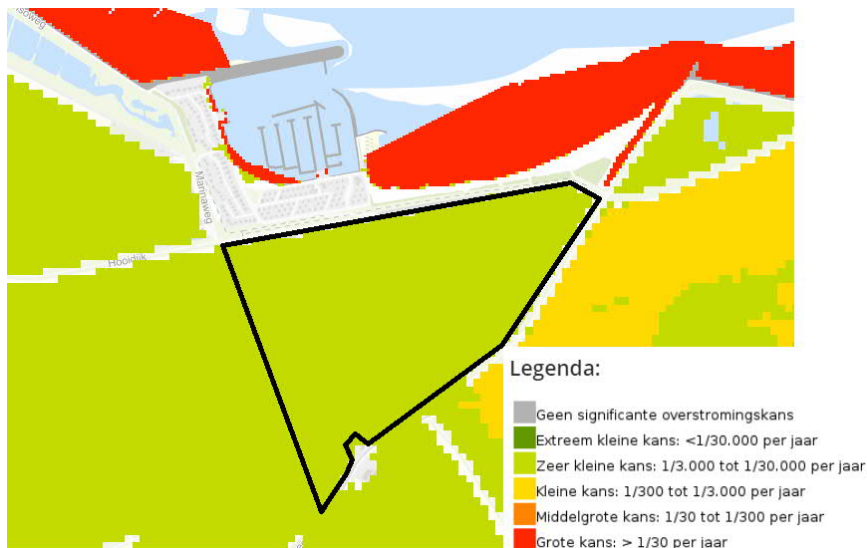 Marinaweg
Hooidijk
Legenda:
Geen significante overstromingskans
Extreem kleine kans: <1/30.000 per jaar
Zeer kleine kans: 1/3.000 tot 1/30.000 per jaar
Kleine kans: 1/300 tot 1/3.000 per jaar
Middelgrote kans: 1/30 tot 1/300 per jaar
Grote kans: > 1/30 per jaar